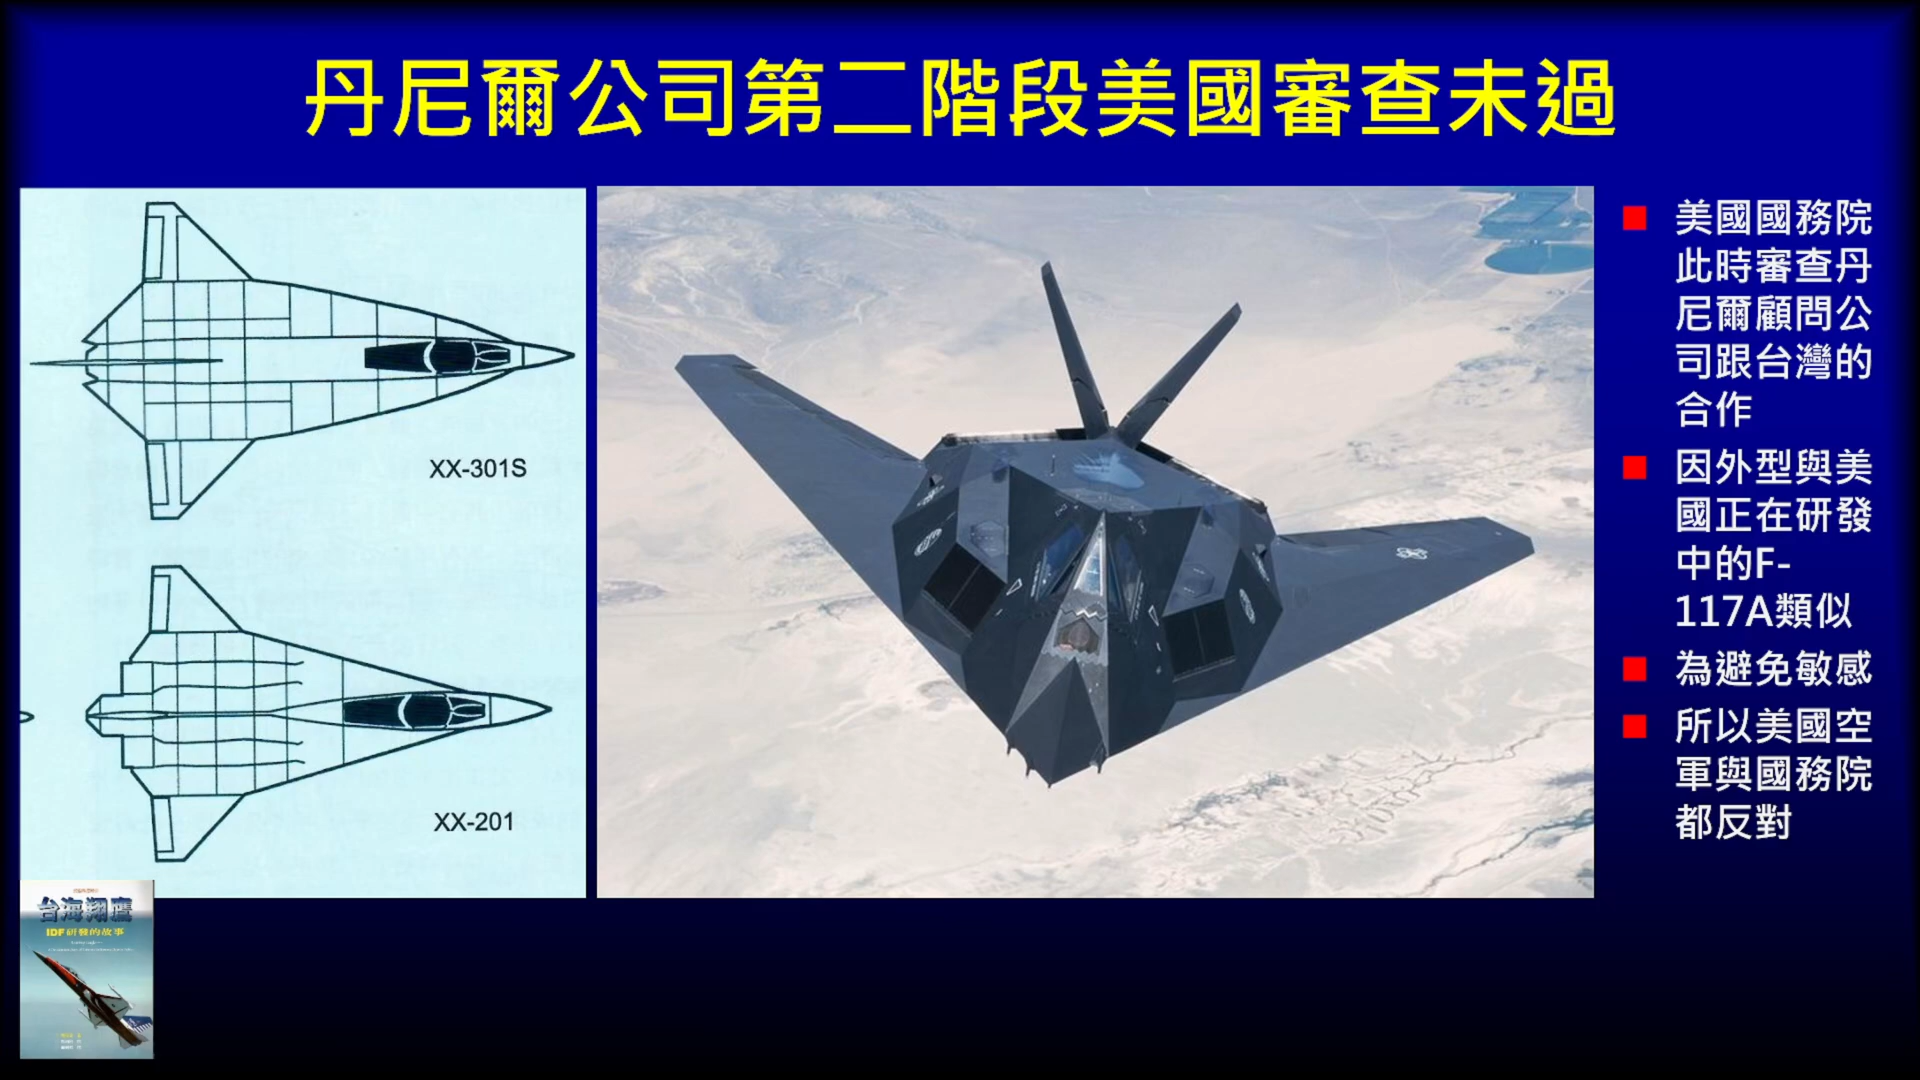 丹尼爾公司第二階段美國審查未過
XX-301S
XX-201
美國國務院
此時審查丹
尼爾顧問公
司跟台灣的
合作
因外型與美
國正在研發
中的F-
117A類似
為避免敏感
所以美國空
軍與國務院
都反對
台海翔鷹
IDF研發的故事